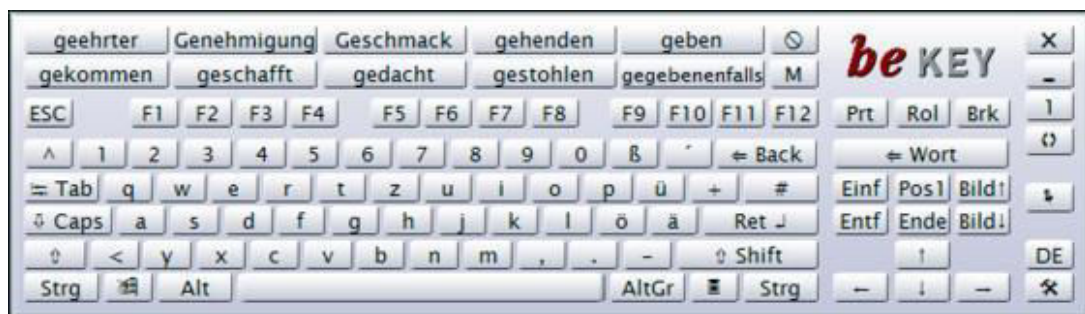 geehrter Genehmigung Geschmack gehenden geben
be KEY X
gekommen geschafft gedacht gestohlen gegebenenfalls M
ESC F1 F2 F3 F4 F5 F6 F7 F8 F9 F10 F11 F12 Prt Rol Brk 1
^ 1 2 3 4 5 6 7 8 9 0 ß ´ ⇐ Back ⇐ Wort
Tab q w e r t z u i o p ü + # Einf Pos1 Bild↑
⇩ Caps a s d f g h j k l ö ä Ret ↲ Entf Ende Bild↓
⇧ < y x c v b n m , . - ⇧ Shift ↑ DE
Strg Alt AltGr Strg ← ↓ →